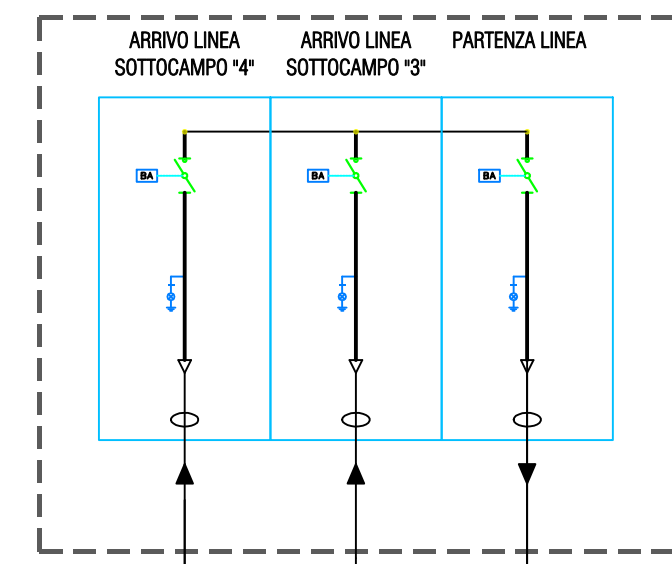 ARRIVO LINEA
SOTTOCAMPO "4"
ARRIVO LINEA
SOTTOCAMPO "3"
PARTENZA LINEA
BA
BA
BA